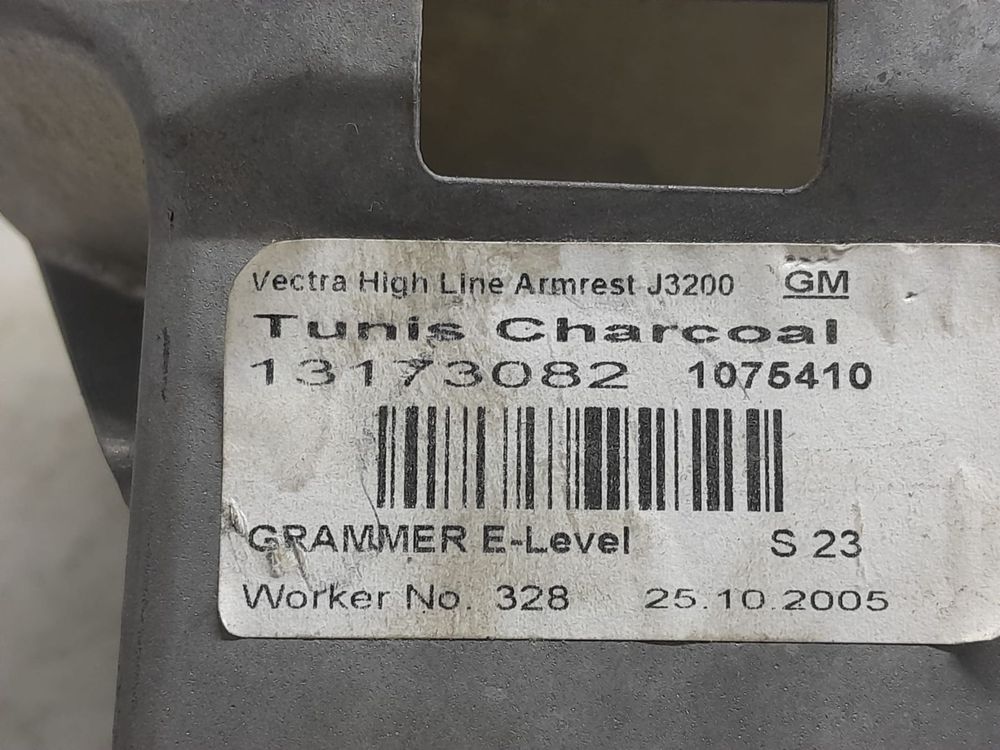 Vectra High Line Armrest J3200 GM
Tunis Charcoal
13173082 1075410
GRAMMER E-Level S 23
Worker No. 328 25.10.2005